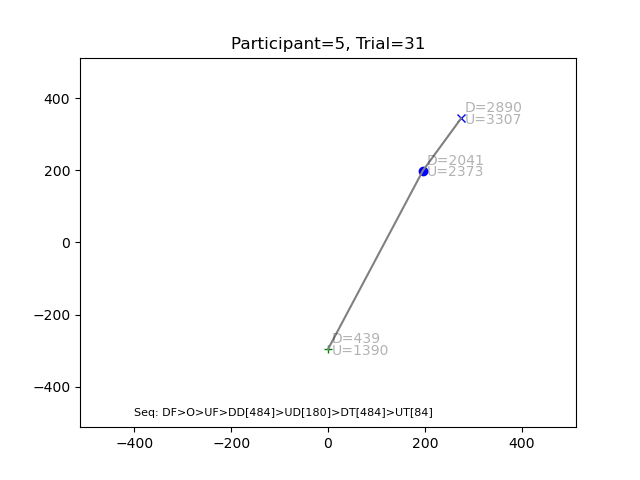 Participant=5, Trial=31
400
200
0
−200
−400
D=2890
U=3307
D=2041
U=2373
D=439
U=1390
Seq: DF>O>UF>DD[484]>UD[180]>DT[484]>UT[84]
−400 −200 0 200 400